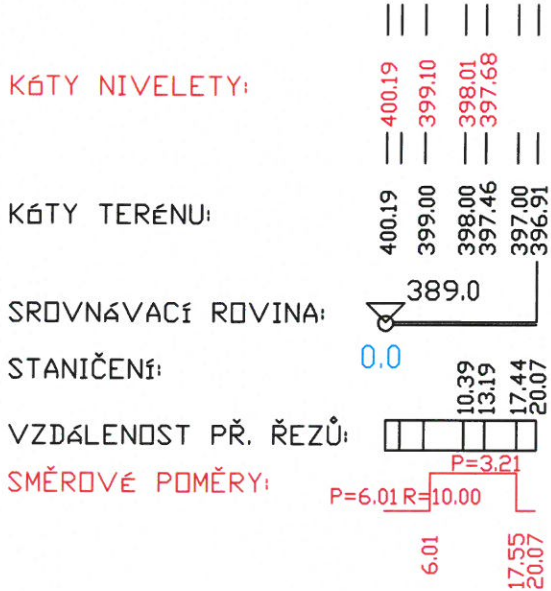 KÓTY NIVELETY: 400.19 399.10 398.01 397.68
KÓTY TERÉNU: 400.19 399.00 398.00 397.46 397.00 396.91
SROVNÁVACÍ ROVINA: 389.0
0.0
STANIČENÍ: 10.39 13.19 17.44 20.07
VZDÁLENOST PŘ. ŘEZŮ:
SMĚROVÉ POMĚRY: P=6.01 R=10.00 P=3.21
6.01 17.55 20.07